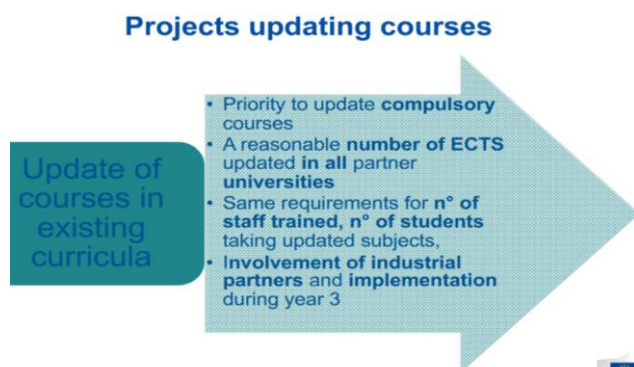 Projects updating courses
Update of
courses in
existing
curricula
• Priority to update compulsory
courses
• A reasonable number of ECTS
updated in all partner
universities
• Same requirements for n° of
staff trained, n° of students
taking updated subjects,
• Involvement of industrial
partners and implementation
during year 3